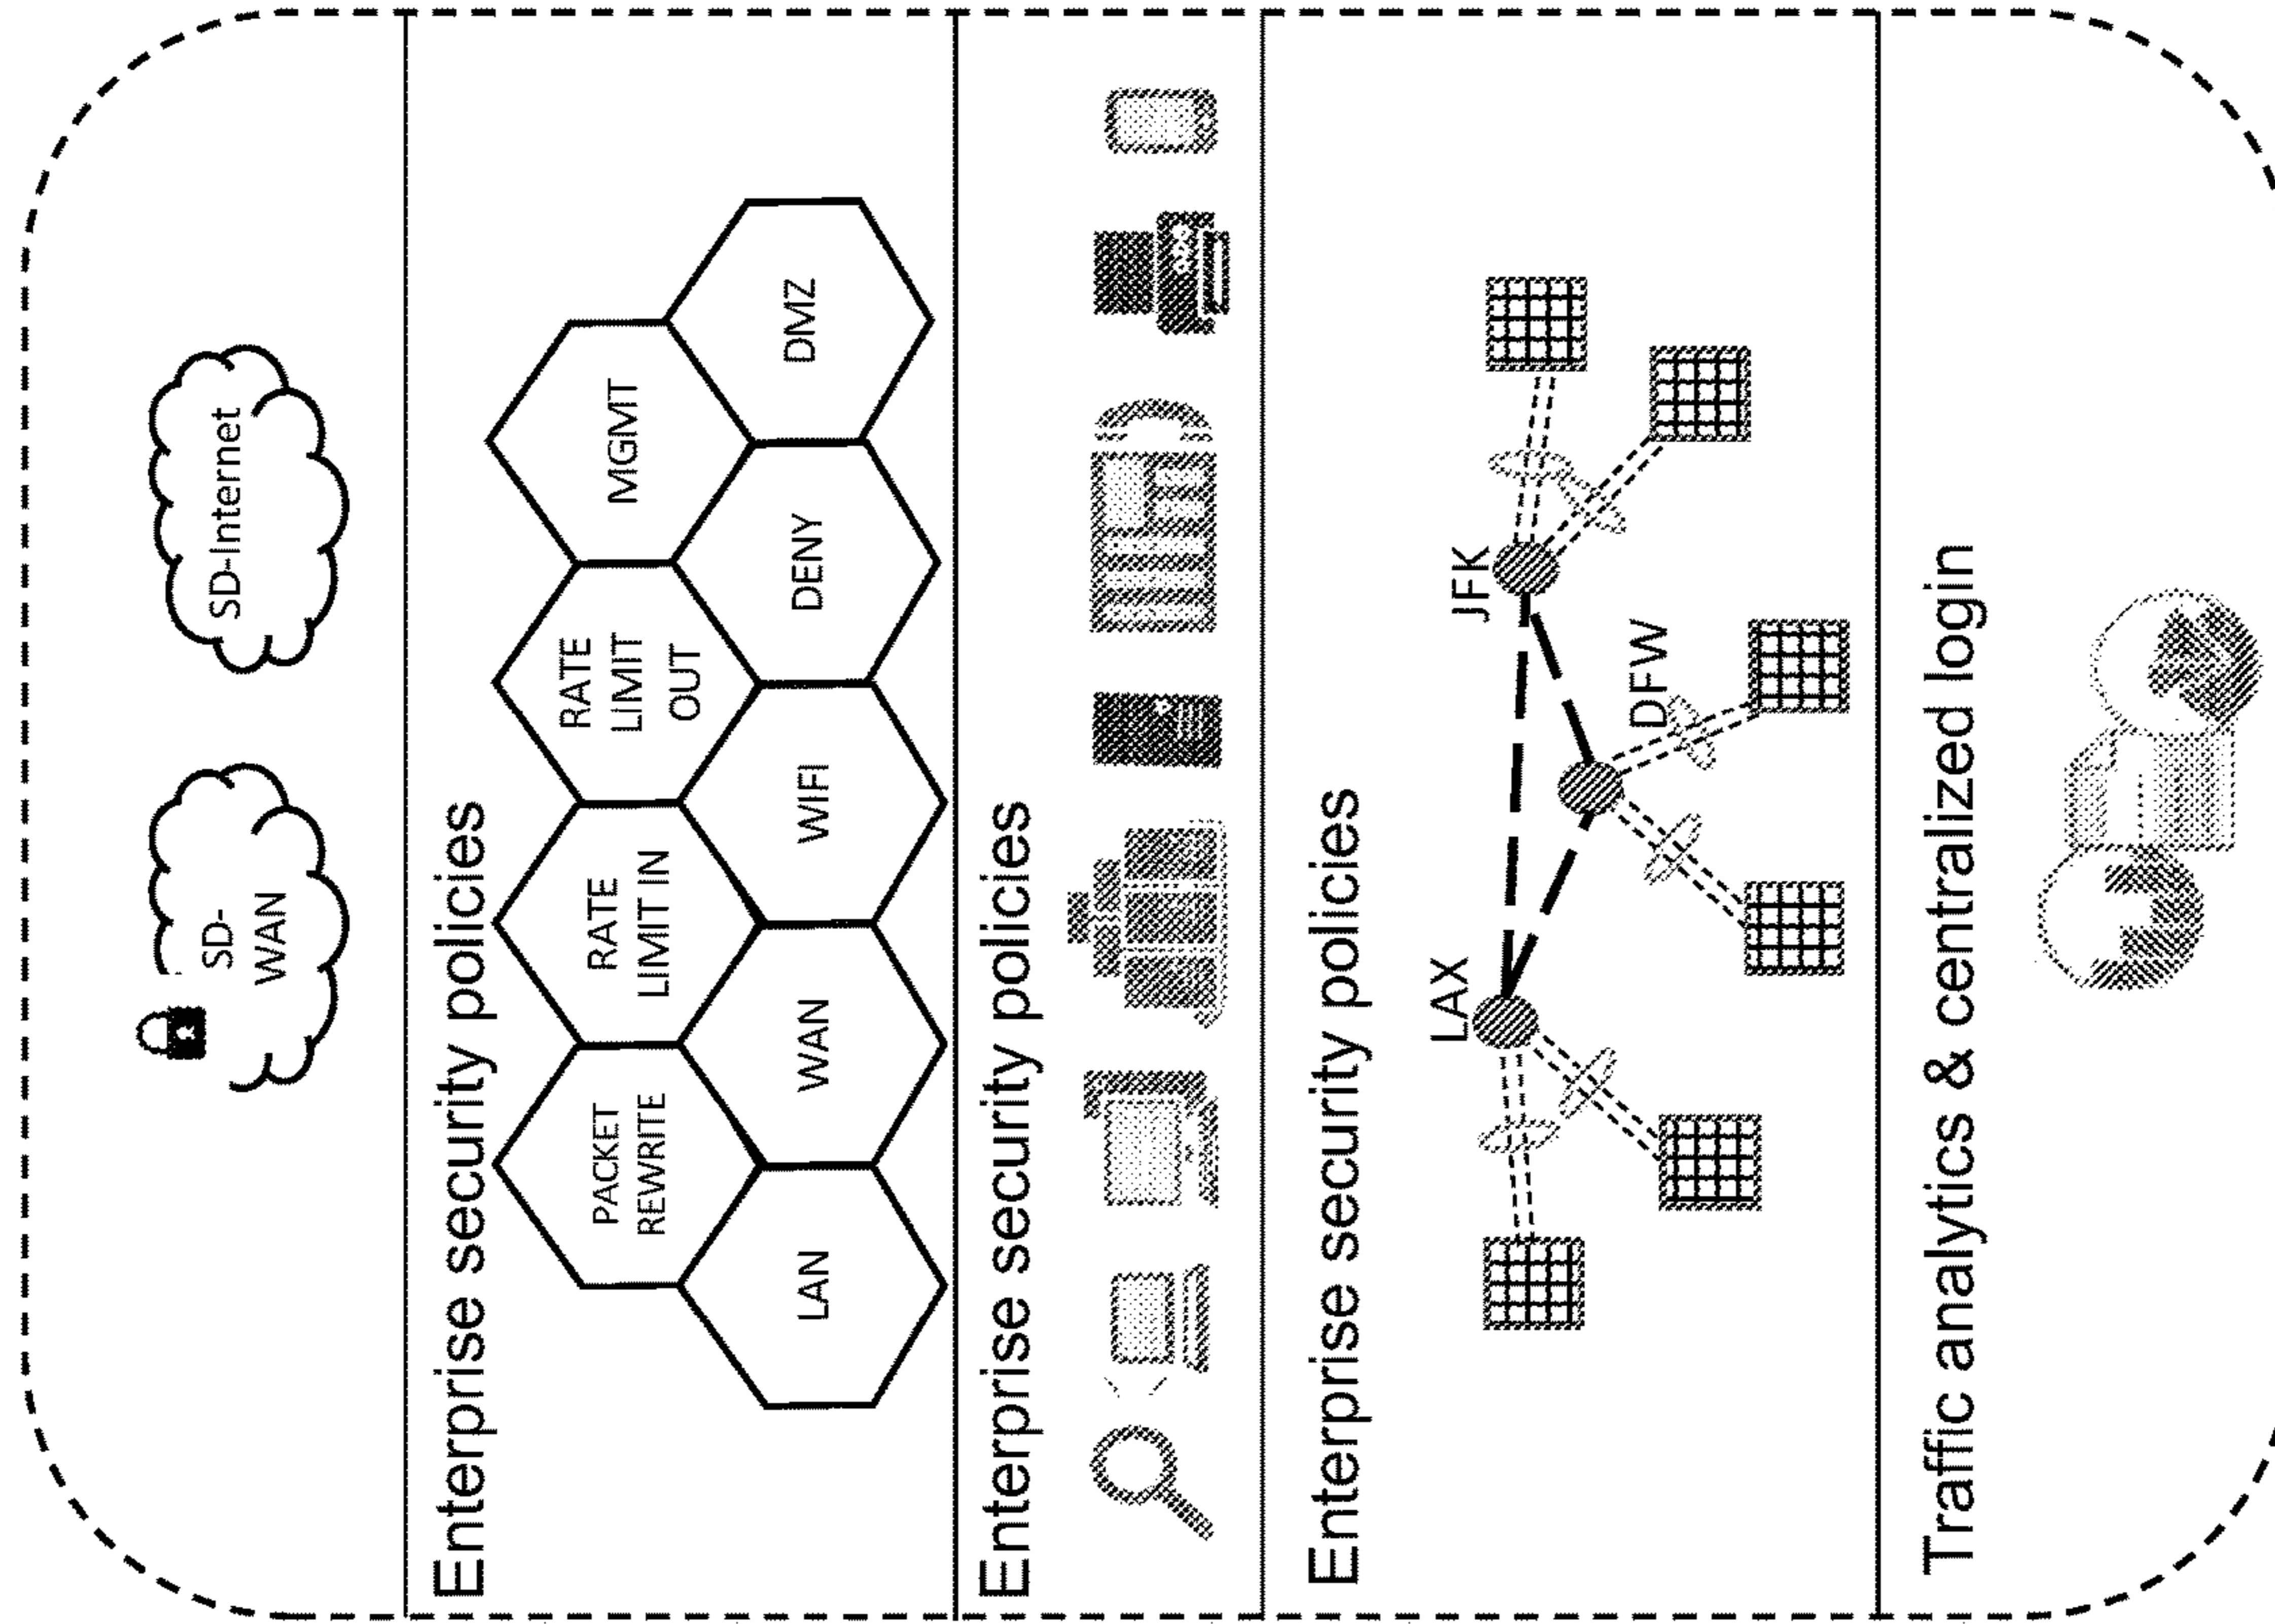 SD-
WAN
SD-Internet
Enterprise security policies
PACKET
REWRITE
RATE
LIMIT IN
RATE
LIMIT
OUT
MGMT
LAN
WAN
WIFI
DENY
DMZ
Enterprise security policies
Enterprise security policies
LAX
JFK
DFW
Traffic analytics & centralized login